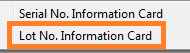 Serial No. Information Card
Lot No. Information Card